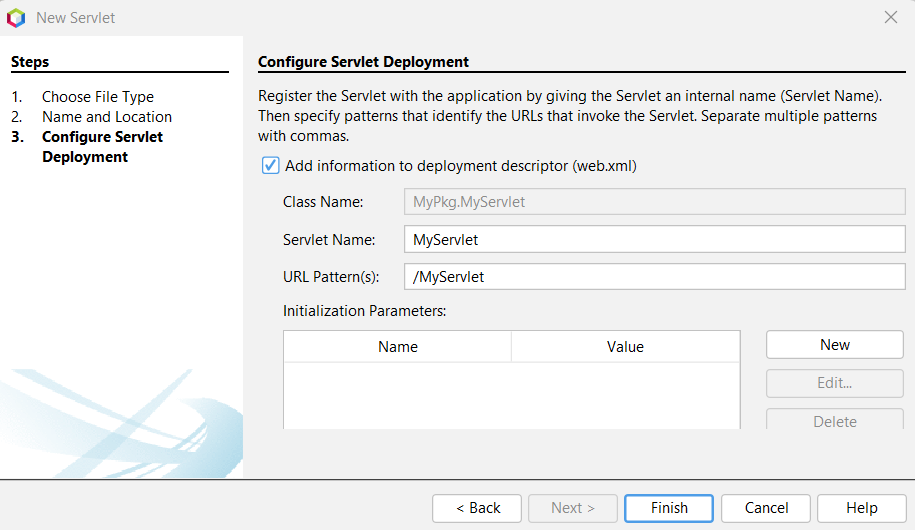 New Servlet
Steps
1. Choose File Type
2. Name and Location
3. Configure Servlet
Deployment
Configure Servlet Deployment
Register the Servlet with the application by giving the Servlet an internal name (Servlet Name).
Then specify patterns that identify the URLs that invoke the Servlet. Separate multiple patterns
with commas.
Add information to deployment descriptor (web.xml)
Class Name: MyPkg.MyServlet
Servlet Name: MyServlet
URL Pattern(s): /MyServlet
Initialization Parameters:
Name Value
New
Edit...
Delete
< Back Next > Finish Cancel Help